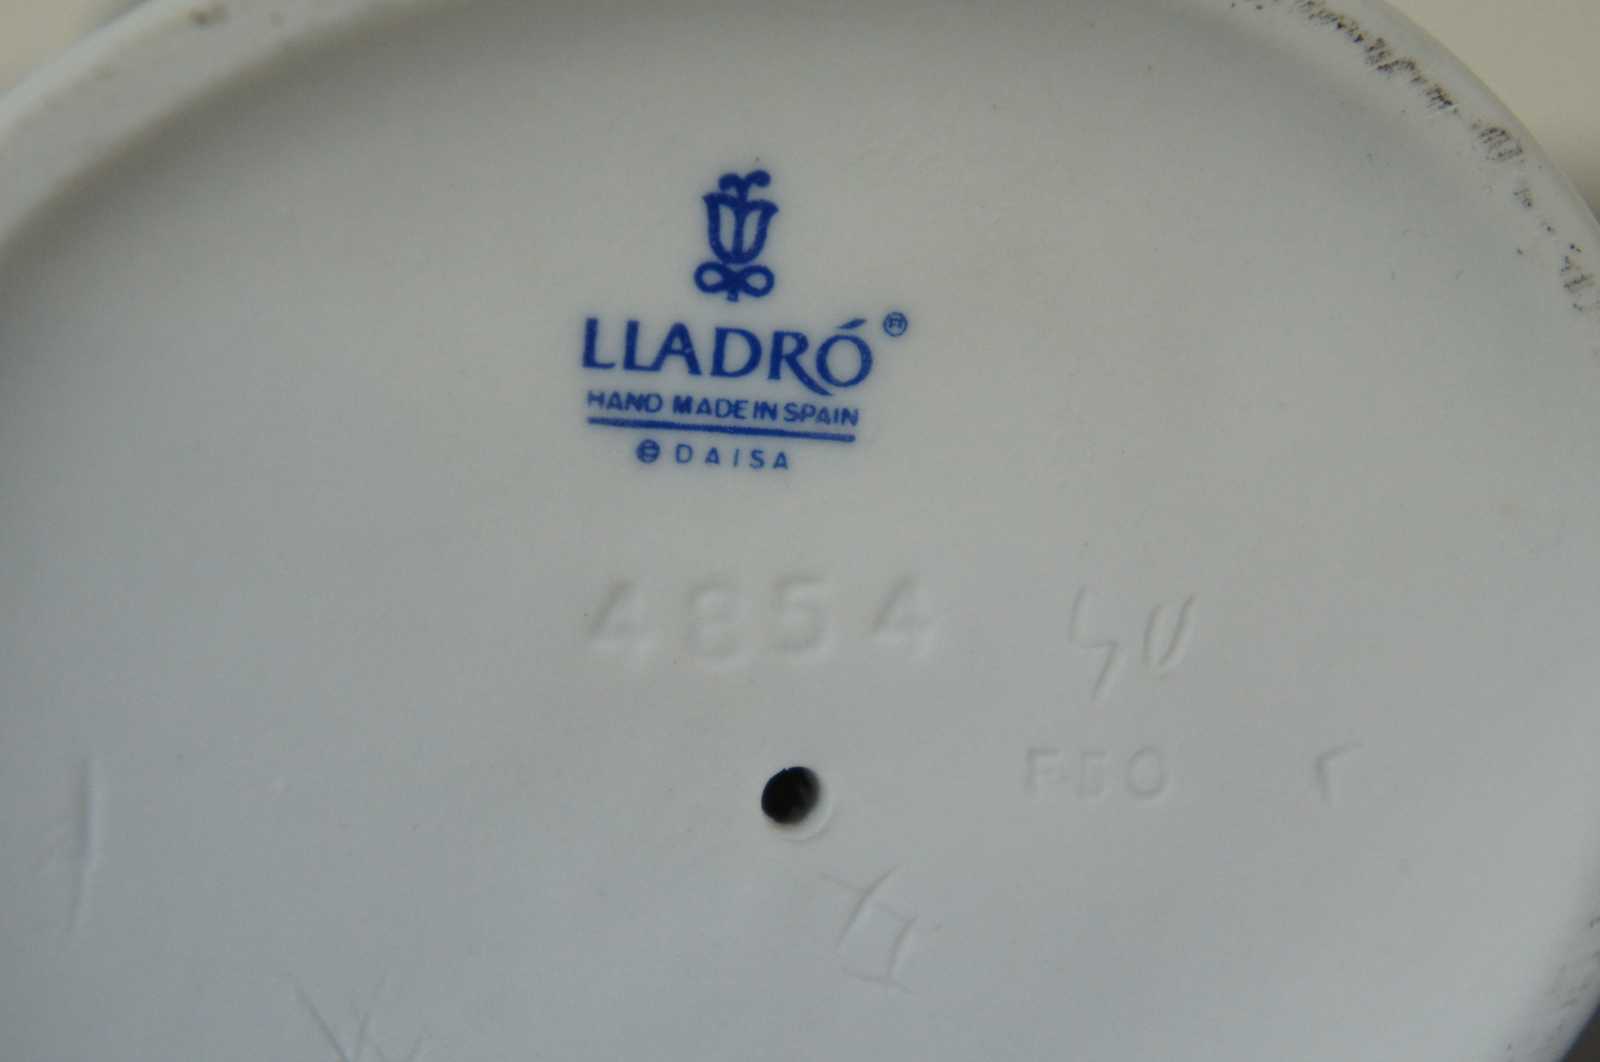 LLADRÓ®
HAND MADE IN SPAIN
© DAISA
4854